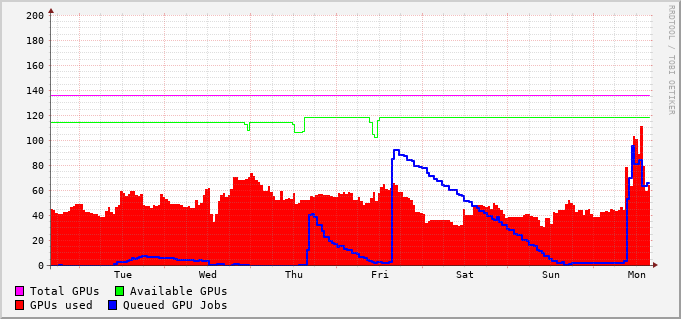 200
180
160
140
120
100
80
60
40
20
0
Tue Wed Thu Fri Sat Sun Mon
Total GPUs Available GPUs
GPUs used Queued GPU Jobs
RRDTOOL / TOBI OETIKER